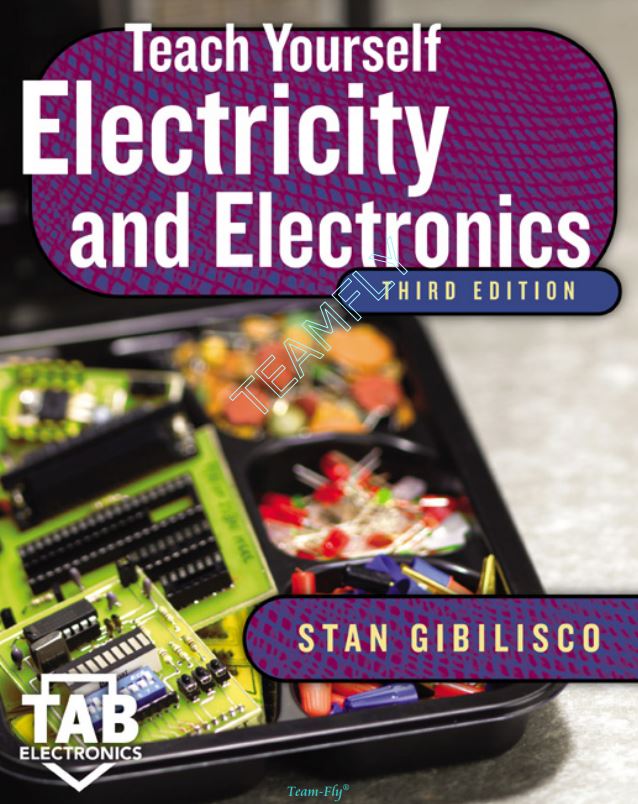 Teach Yourself
Electricity
and Electronics
THIRD EDITION
TEAMFLY
STAN GIBILISCO
TAB
ELECTRONICS
Team-Fly®